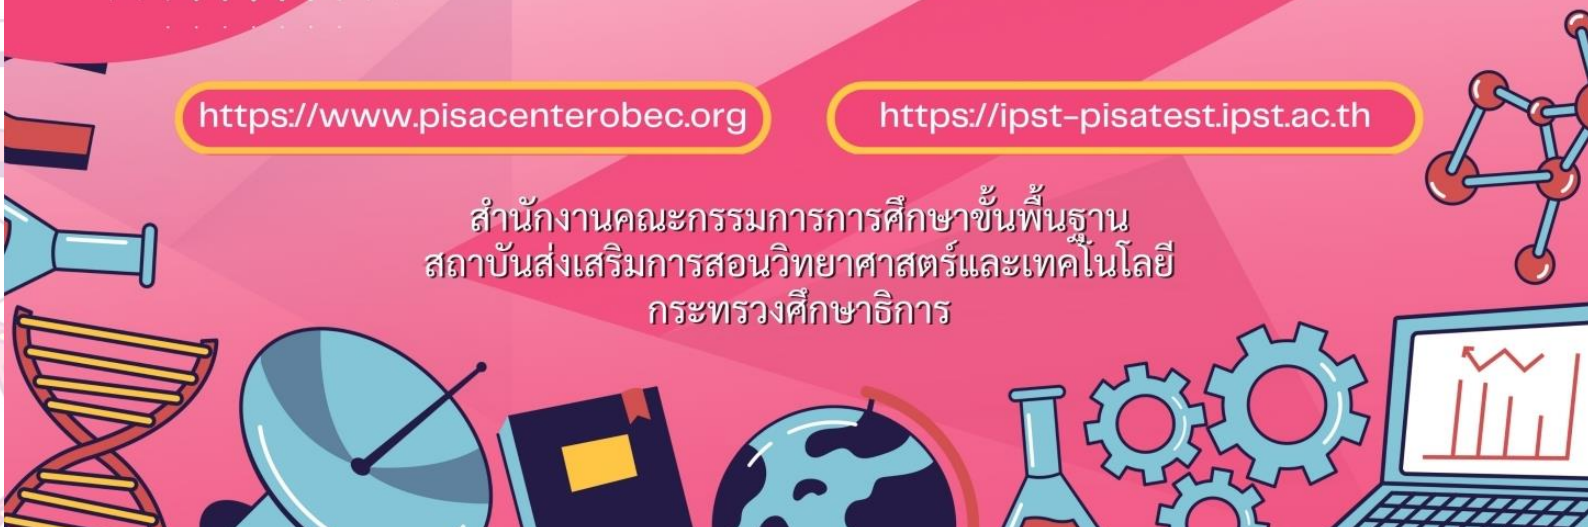 https://www.pisacenterobec.org
https://ipst-pisatest.ipst.ac.th
สำนักงานคณะกรรมการการศึกษาขั้นพื้นฐาน
สถาบันส่งเสริมการสอนวิทยาศาสตร์และเทคโนโลยี
กระทรวงศึกษาธิการ